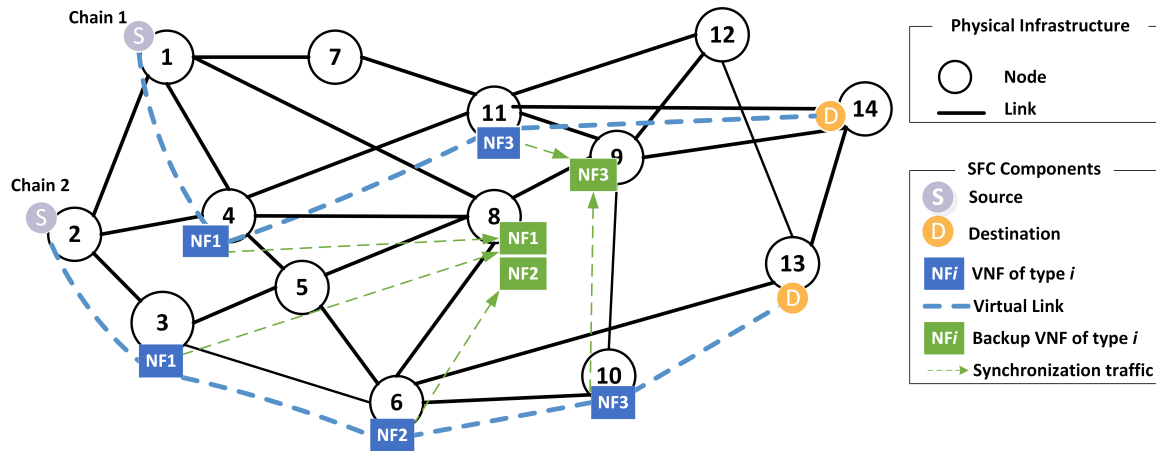 Chain 1
S
1
7
12
11
NF3
D
14
9
NF3
Chain 2
S
2
4
NF1
8
NF1
NF2
5
13
D
3
NF1
6
NF2
10
NF3
Physical Infrastructure
Node
Link
SFC Components
S Source
D Destination
NFi VNF of type i
Virtual Link
NFi Backup VNF of type i
Synchronization traffic